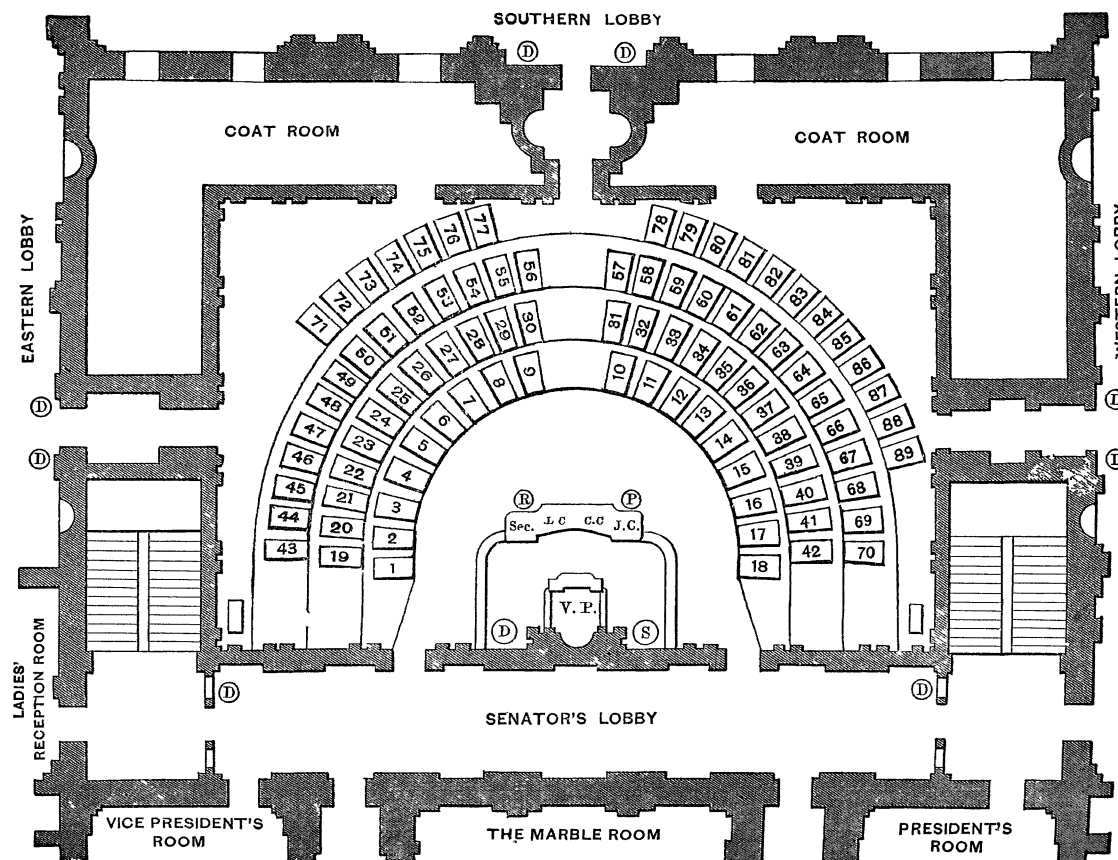 SOUTHERN LOBBY
D
D
COAT ROOM
COAT ROOM
EASTERN LOBBY
WESTERN LOBBY
71 72 73 74 75 76 77
78 79 80 81 82 83 84 85 86 87 88 89
43 44 45 46 47 48 49 50 51 52 53 54 55 56
57 58 59 60 61 62 63 64 65 66 67 68 69 70
19 20 21 22 23 24 25 26 27 28 29 30
31 32 33 34 35 36 37 38 39 40 41 42
1 2 3 4 5 6 7 8 9
10 11 12 13 14 15 16 17 18
D
D
D
D
R
P
Sec. L C C.C J.C.
V. P.
D
S
LADIES'
RECEPTION ROOM
D
D
SENATOR'S LOBBY
VICE PRESIDENT'S
ROOM
THE MARBLE ROOM
PRESIDENT'S
ROOM